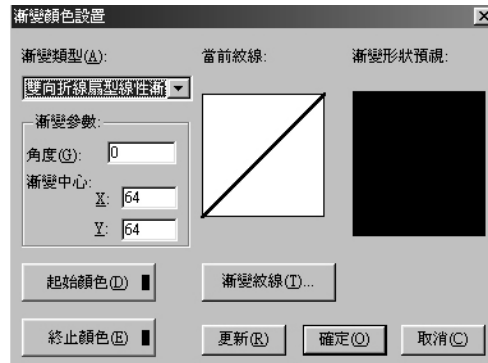 漸變顏色設置
漸變類型(A):
當前紋線:
漸變形狀預視:
雙向折線扇型線性漸
漸變參數
角度(G): 0
漸變中心:
X: 64
Y: 64
起始顏色(D)
漸變紋線(T)...
終止顏色(E)
更新(R)
確定(O)
取消(C)